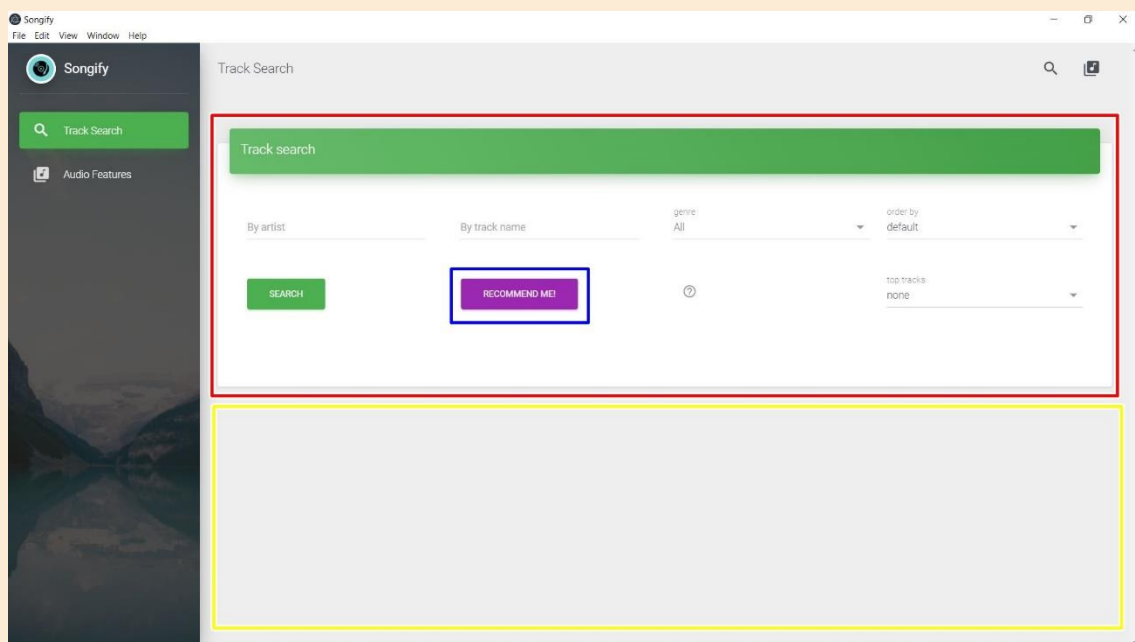 Songify
File Edit View Window Help
Songify
Track Search
Track Search
Audio Features
Track search
By artist
By track name
genre
All
order by
default
SEARCH
RECOMMEND ME!
top tracks
none